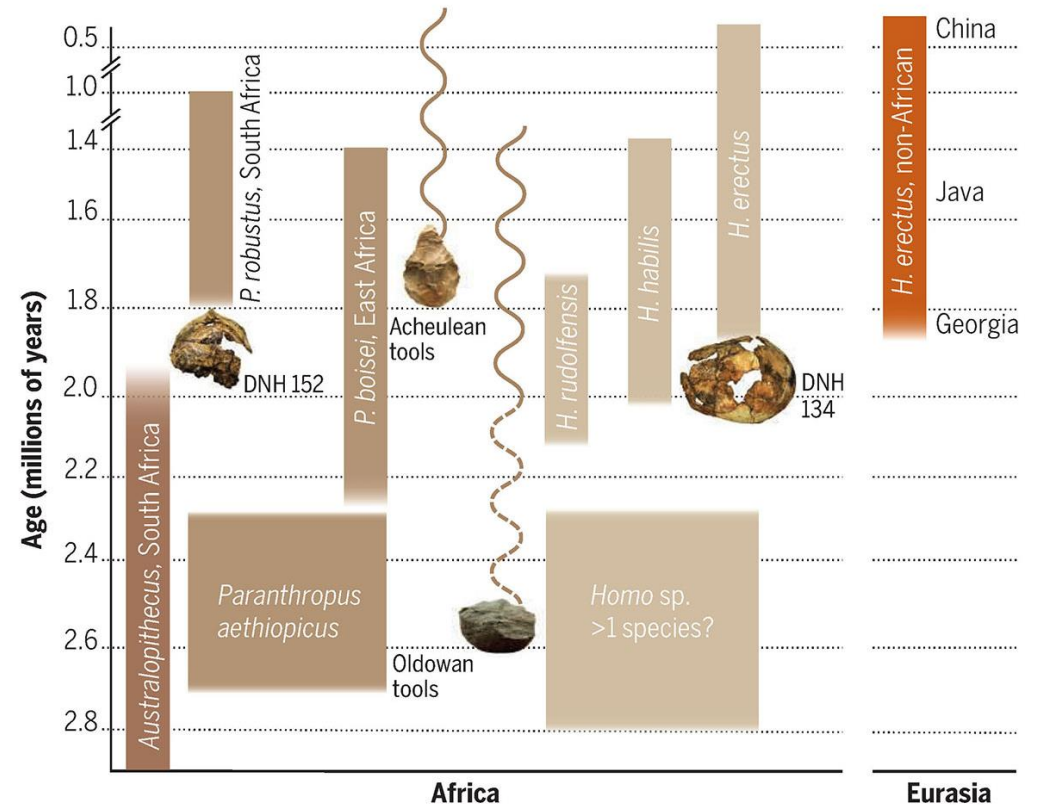 Age (millions of years)
0.5
1.0
1.4
1.6
1.8
2.0
2.2
2.4
2.6
2.8
Australopithecus, South Africa
P. robustus, South Africa
DNH 152
Paranthropus
aethiopicus
P. boisei, East Africa
Acheulean
tools
Oldowan
tools
H. rudolfensis
H. habilis
H. erectus
DNH
134
Homo sp.
>1 species?
H. erectus, non-African
China
Java
Georgia
Africa
Eurasia